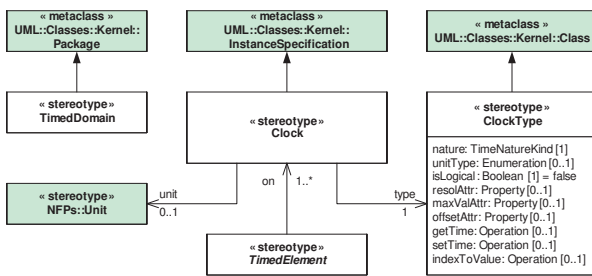 « metaclass»
UML::Classes::Kernel::
Package
« metaclass»
UML::Classes::Kernel::
InstanceSpecification
« metaclass»
UML::Classes::Kernel::Class
« stereotype»
TimedDomain
« stereotype»
Clock
« stereotype»
ClockType
nature: TimeNatureKind [1]
unitType: Enumeration [0..1]
isLogical: Boolean [1] = false
resolAttr: Property [0..1]
maxValAttr: Property [0..1]
offsetAttr: Property [0..1]
getTime: Operation [0..1]
setTime: Operation [0..1]
indexToValue: Operation [0..1]
unit
0..1
on
1..*
type
1
« stereotype»
NFPs::Unit
« stereotype»
TimedElement